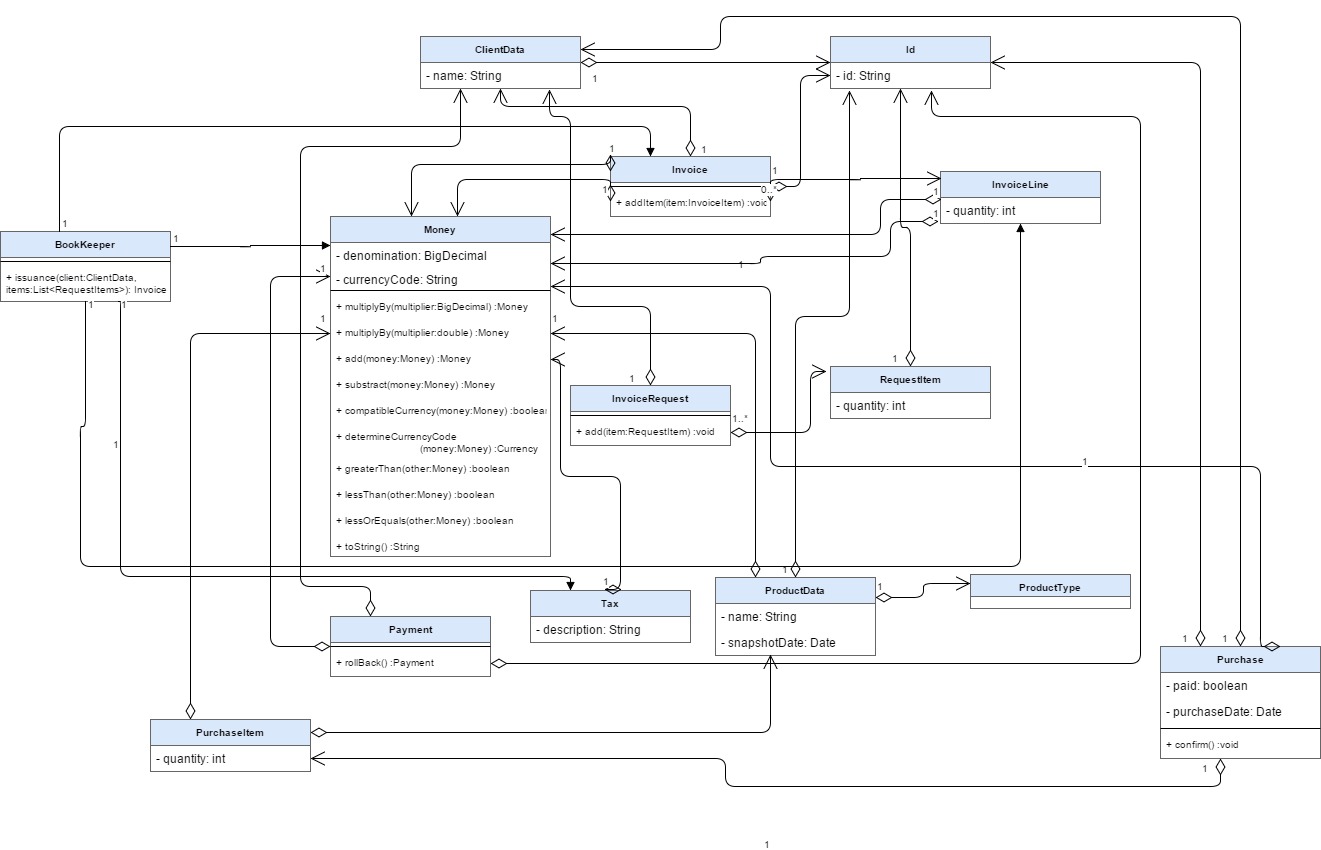 ClientData
- name: String
1
Id
- id: String
1
1
Invoice
1
1
0..*
+ addItem(item:InvoiceItem) :void
InvoiceLine
- quantity: int
1
1
1
BookKeeper
+ issuance(client:ClientData,
items:List<RequestItems>): Invoice
1
1
1
1
Money
- denomination: BigDecimal
- currencyCode: String
+ multiplyBy(multiplier:BigDecimal) :Money
+ multiplyBy(multiplier:double) :Money
+ add(money:Money) :Money
+ substract(money:Money) :Money
+ compatibleCurrency(money:Money) :boolean
+ determineCurrencyCode
(money:Money) :Currency
+ greaterThan(other:Money) :boolean
+ lessThan(other:Money) :boolean
+ lessOrEquals(other:Money) :boolean
+ toString() :String
1
1
1
1
1
InvoiceRequest
+ add(item:RequestItem) :void
1
1..*
RequestItem
- quantity: int
1
1
Tax
- description: String
1
ProductData
- name: String
- snapshotDate: Date
1
1
ProductType
Payment
+ rollBack() :Payment
PurchaseItem
- quantity: int
1
1
Purchase
- paid: boolean
- purchaseDate: Date
+ confirm() :void
1
1